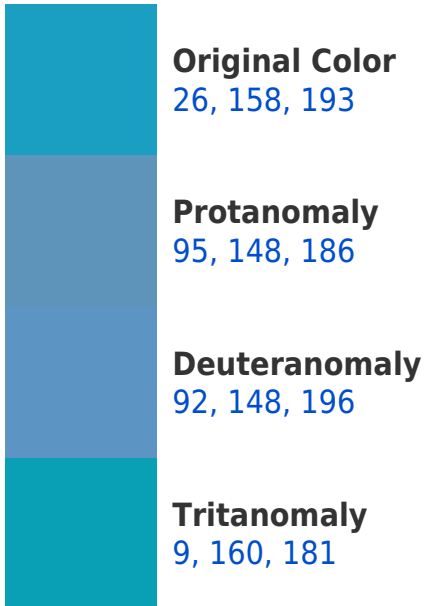 Original Color
26, 158, 193
Protanomaly
95, 148, 186
Deuteranomaly
92, 148, 196
Tritanomaly
9, 160, 181